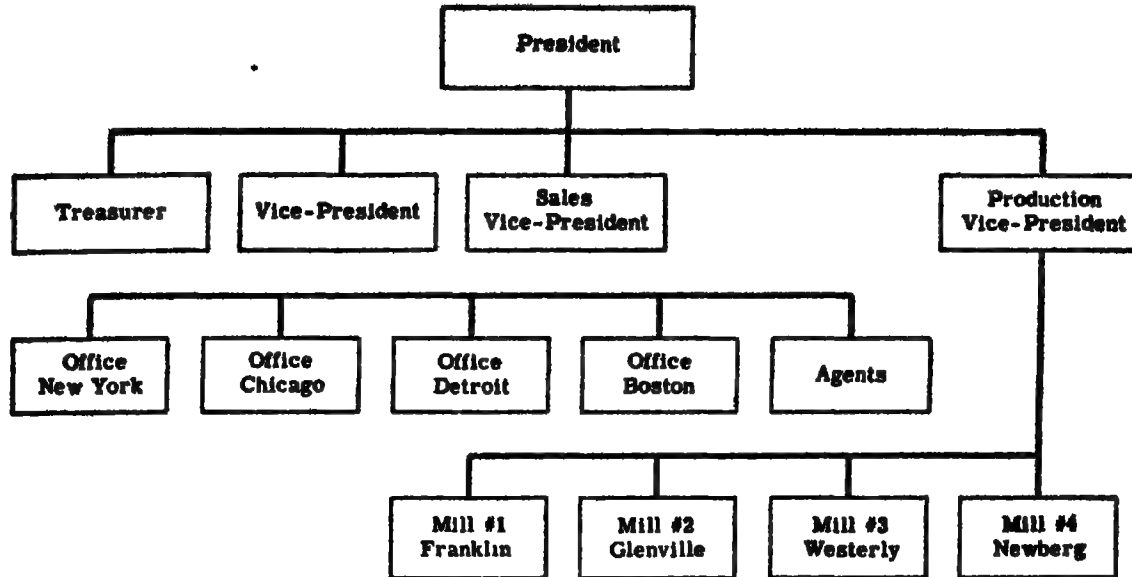 President
Treasurer
Vice-President
Sales
Vice-President
Production
Vice-President
Office
New York
Office
Chicago
Office
Detroit
Office
Boston
Agents
Mill #1
Franklin
Mill #2
Glenville
Mill #3
Westerly
Mill #4
Newberg